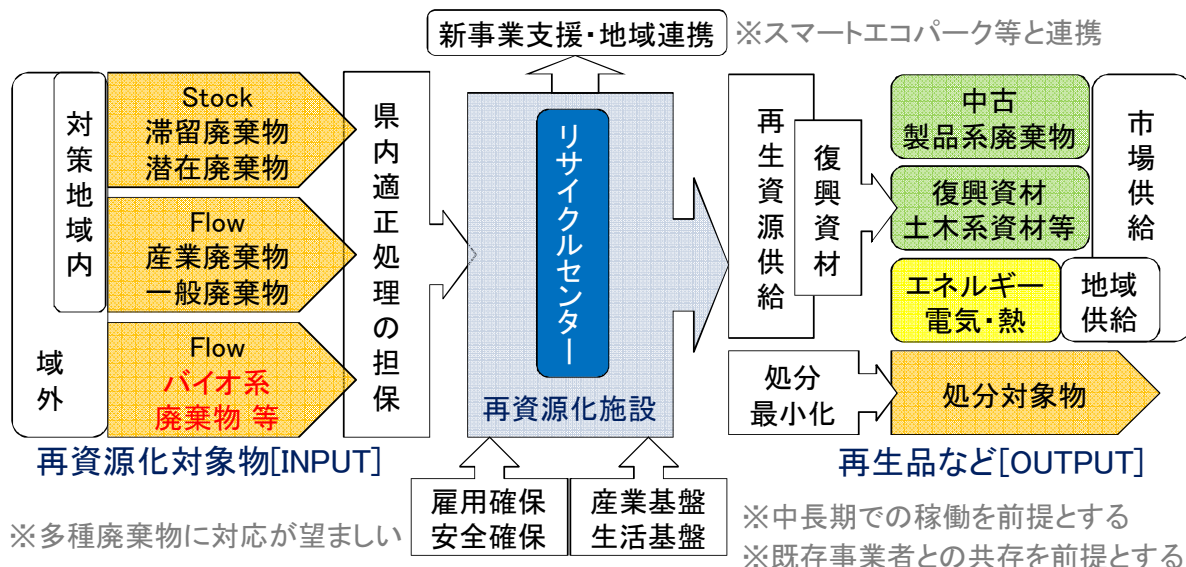 新事業支援・地域連携
※スマートエコパーク等と連携
対策地域内
域外
Stock
滞留廃棄物
潜在廃棄物
Flow
産業廃棄物
一般廃棄物
Flow
バイオ系
廃棄物 等
県内適正処理の担保
リサイクルセンター
再資源化施設
再生資源供給
復興資材
中古
製品系廃棄物
復興資材
土木系資材等
エネルギー
電気・熱
市場供給
地域
供給
処分
最小化
処分対象物
再資源化対象物[INPUT]
再生品など[OUTPUT]
雇用確保
安全確保
産業基盤
生活基盤
※多種廃棄物に対応が望ましい
※中長期での稼働を前提とする
※既存事業者との共存を前提とする